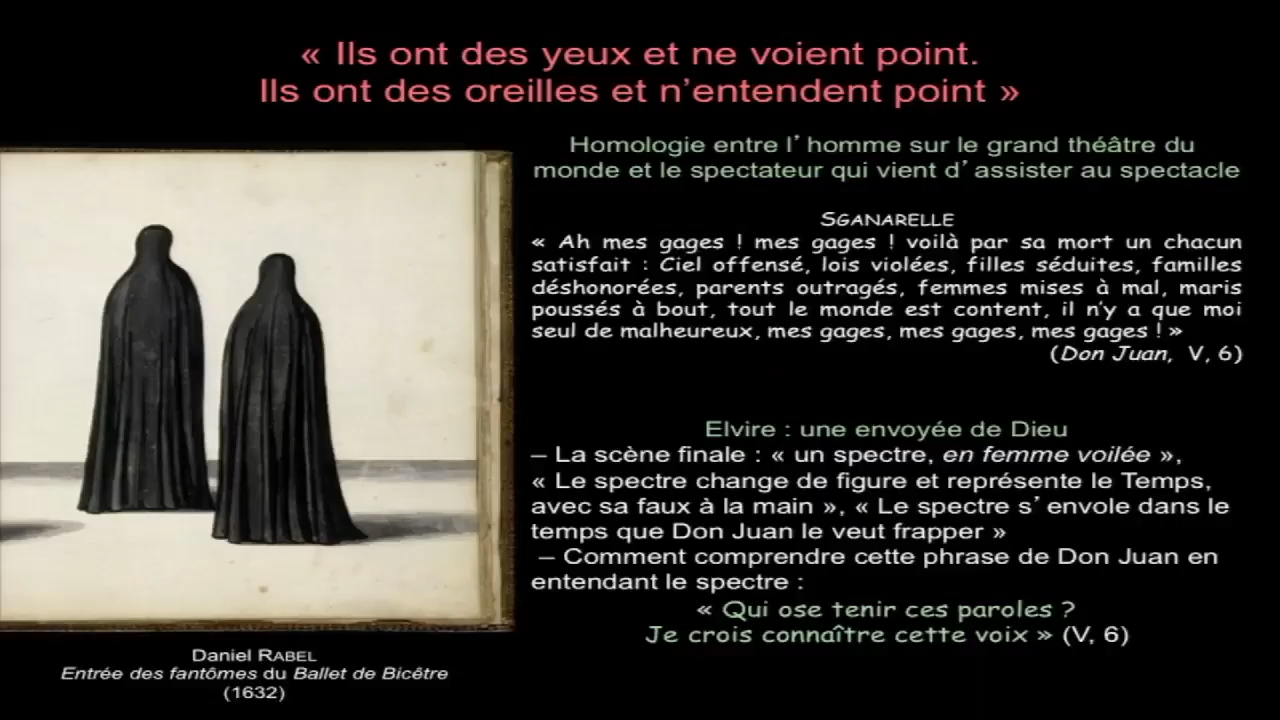 « Ils ont des yeux et ne voient point.
Ils ont des oreilles et n’entendent point »
Homologie entre l’ homme sur le grand théâtre du
monde et le spectateur qui vient d’ assister au spectacle
SGANARELLE
« Ah mes gages ! mes gages ! voilà par sa mort un chacun
satisfait : Ciel offensé, lois violées, filles séduites, familles
déshonorées, parents outragés, femmes mises à mal, maris
poussés à bout, tout le monde est content, il n’y a que moi
seul de malheureux, mes gages, mes gages, mes gages ! »
(Don Juan, V, 6)
Elvire : une envoyée de Dieu
– La scène finale : « un spectre, en femme voilée »,
« Le spectre change de figure et représente le Temps,
avec sa faux à la main », « Le spectre s’ envole dans le
temps que Don Juan le veut frapper »
– Comment comprendre cette phrase de Don Juan en
entendant le spectre :
« Qui ose tenir ces paroles ?
Je crois connaître cette voix » (V, 6)
Daniel RABEL
Entrée des fantômes du Ballet de Bicêtre
(1632)